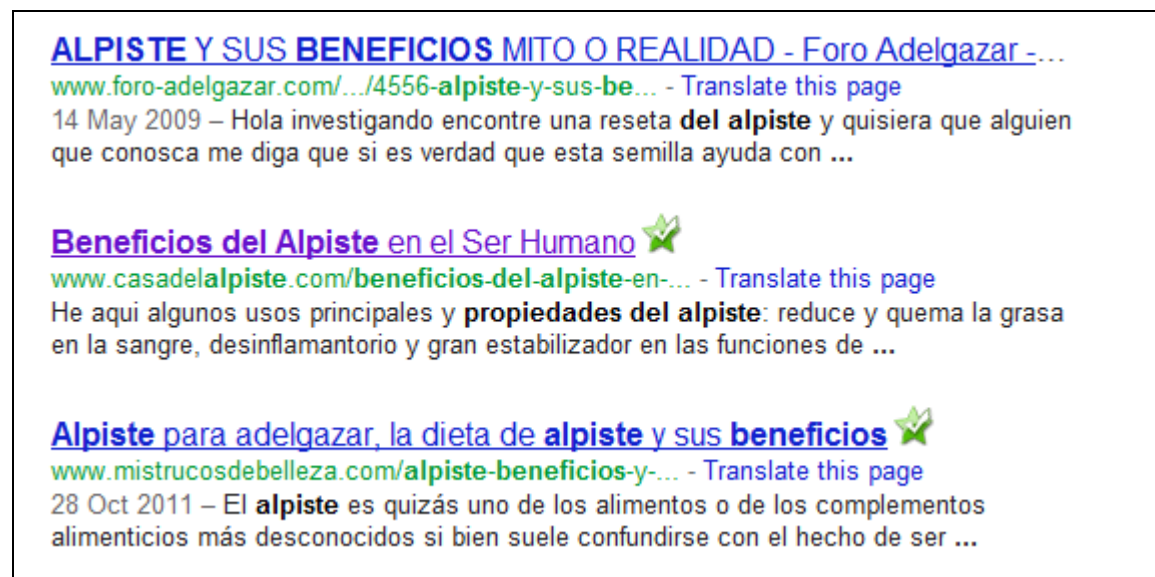 ALPISTE Y SUS BENEFICIOS MITO O REALIDAD - Foro Adelgazar -...
www.foro-adelgazar.com/.../4556-alpiste-y-sus-be... - Translate this page
14 May 2009 – Hola investigando encontre una reseta del alpiste y quisiera que alguien
que conosca me diga que si es verdad que esta semilla ayuda con ...
Beneficios del Alpiste en el Ser Humano
www.casadelalpiste.com/beneficios-del-alpiste-en-... - Translate this page
He aqui algunos usos principales y propiedades del alpiste: reduce y quema la grasa
en la sangre, desinflamantorio y gran estabilizador en las funciones de ...
Alpiste para adelgazar, la dieta de alpiste y sus beneficios
www.mistrucosdebelleza.com/alpiste-beneficios-y-... - Translate this page
28 Oct 2011 – El alpiste es quizás uno de los alimentos o de los complementos
alimenticios más desconocidos si bien suele confundirse con el hecho de ser ...